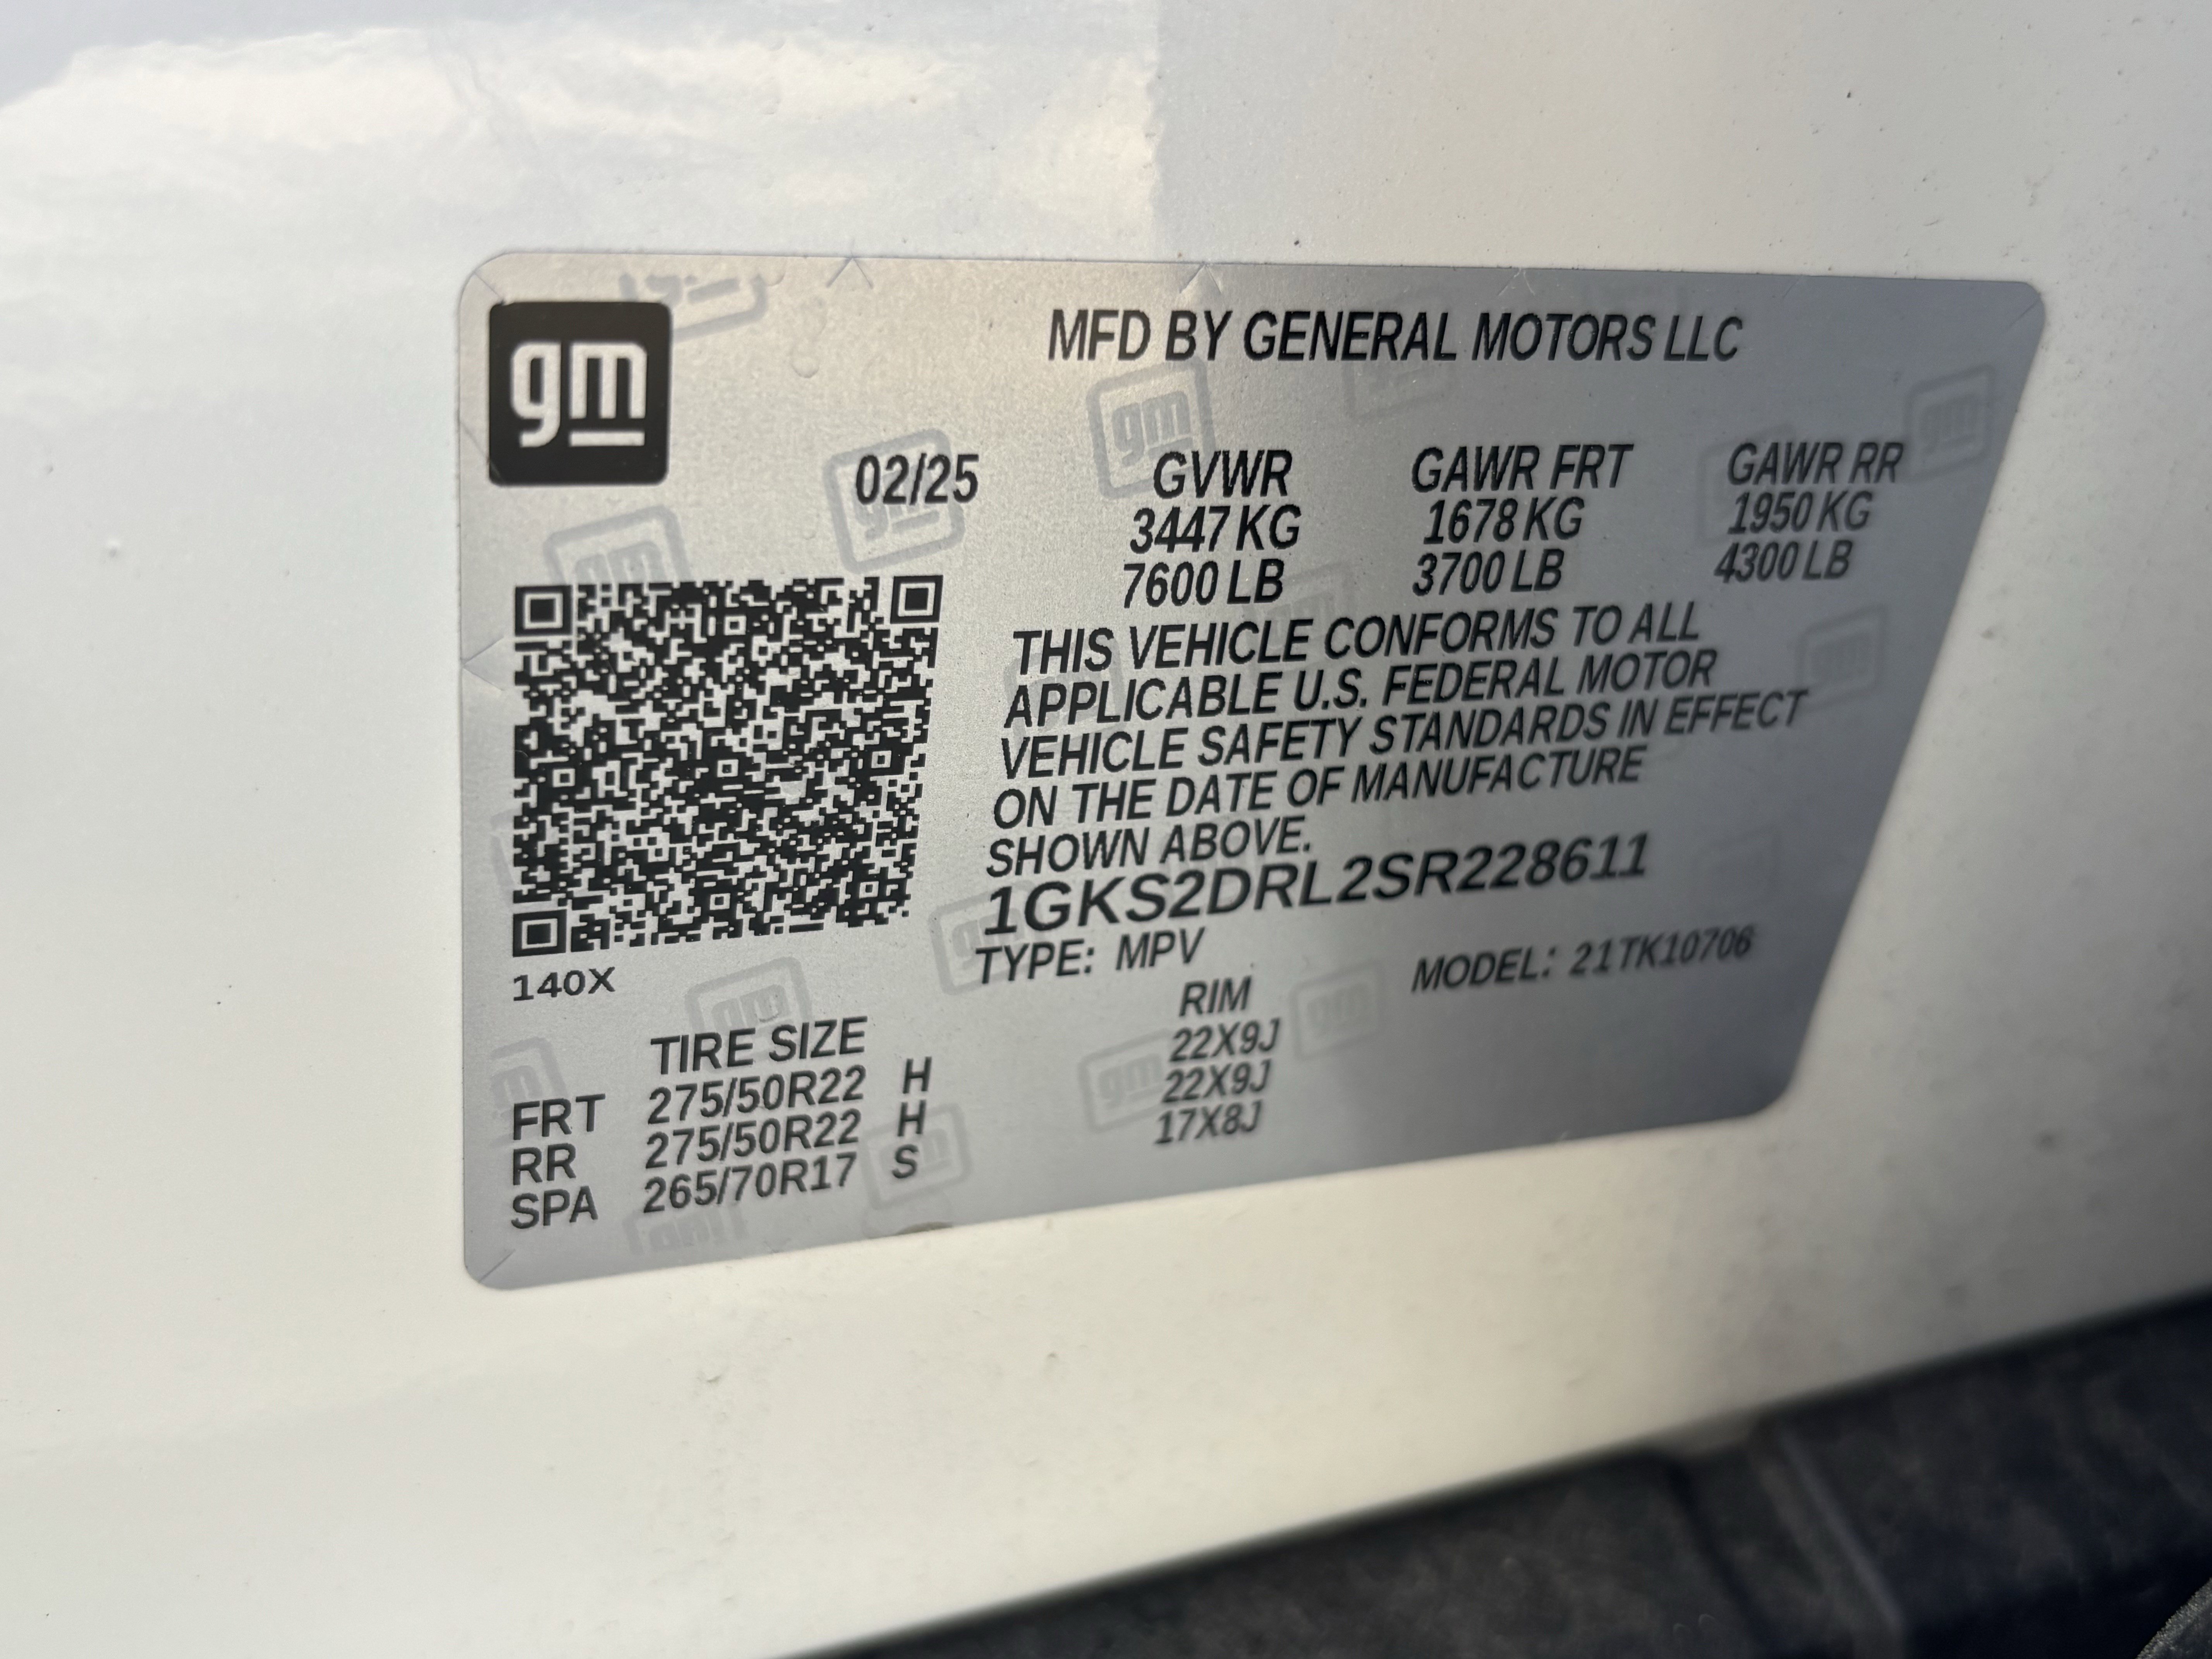 gm
MFD BY GENERAL MOTORS LLC
02/25 GVWR GAWR FRT GAWR RR
3447 KG 1678 KG 1950 KG
7600 LB 3700 LB 4300 LB
THIS VEHICLE CONFORMS TO ALL
APPLICABLE U.S. FEDERAL MOTOR
VEHICLE SAFETY STANDARDS IN EFFECT
ON THE DATE OF MANUFACTURE
SHOWN ABOVE.
1GKS2DRL2SR228611
TYPE: MPV MODEL: 21TK10706
140X
TIRE SIZE RIM
FRT 275/50R22 H 22X9J
RR 275/50R22 H 22X9J
SPA 265/70R17 S 17X8J